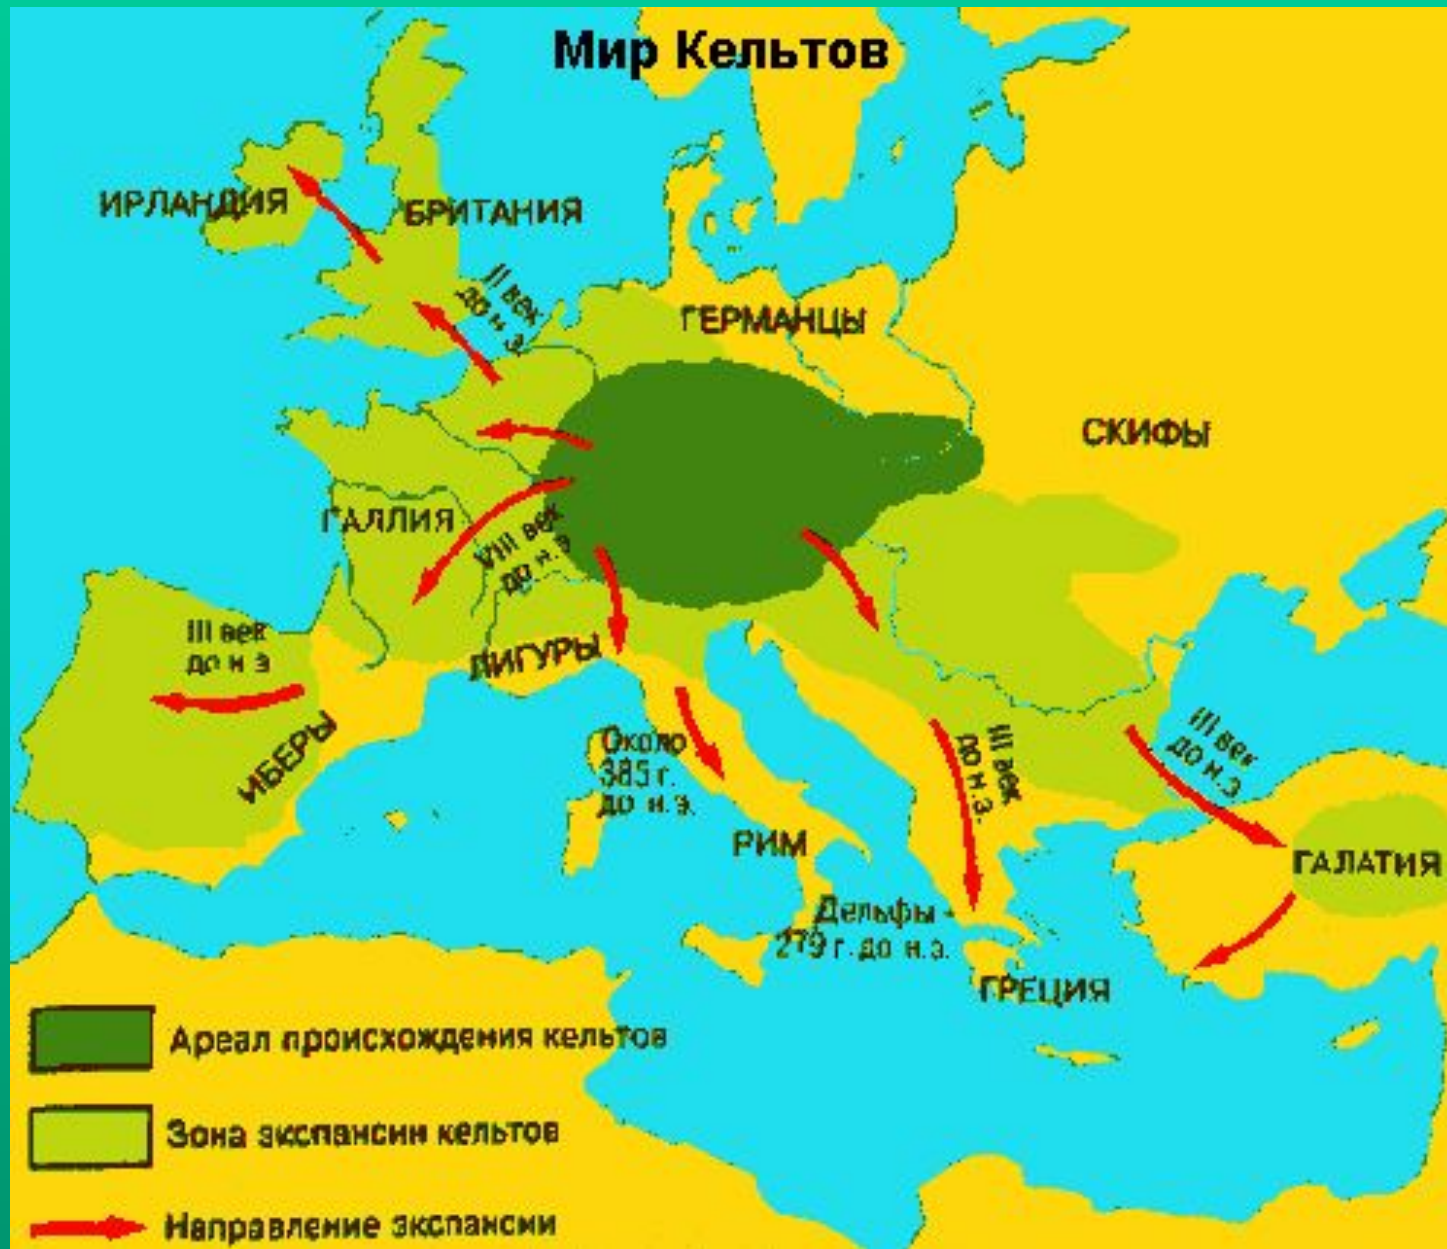 Мир Кельтов
ИРЛАНДИЯ
БРИТАНИЯ
II век
до н. э.
ГЕРМАНЦЫ
СКИФЫ
ГАЛЛИЯ
VIII век
до н. э
III век
до н. э
ЛИГУРЫ
ИБЕРЫ
Около
385 г.
до н.э.
III век
до н.э.
III век
до н.э
РИМ
ГАЛАТИЯ
Дельфы
279 г. до н.э.
ГРЕЦИЯ
Ареал происхождения кельтов
Зона экспансии кельтов
Направление экспансии